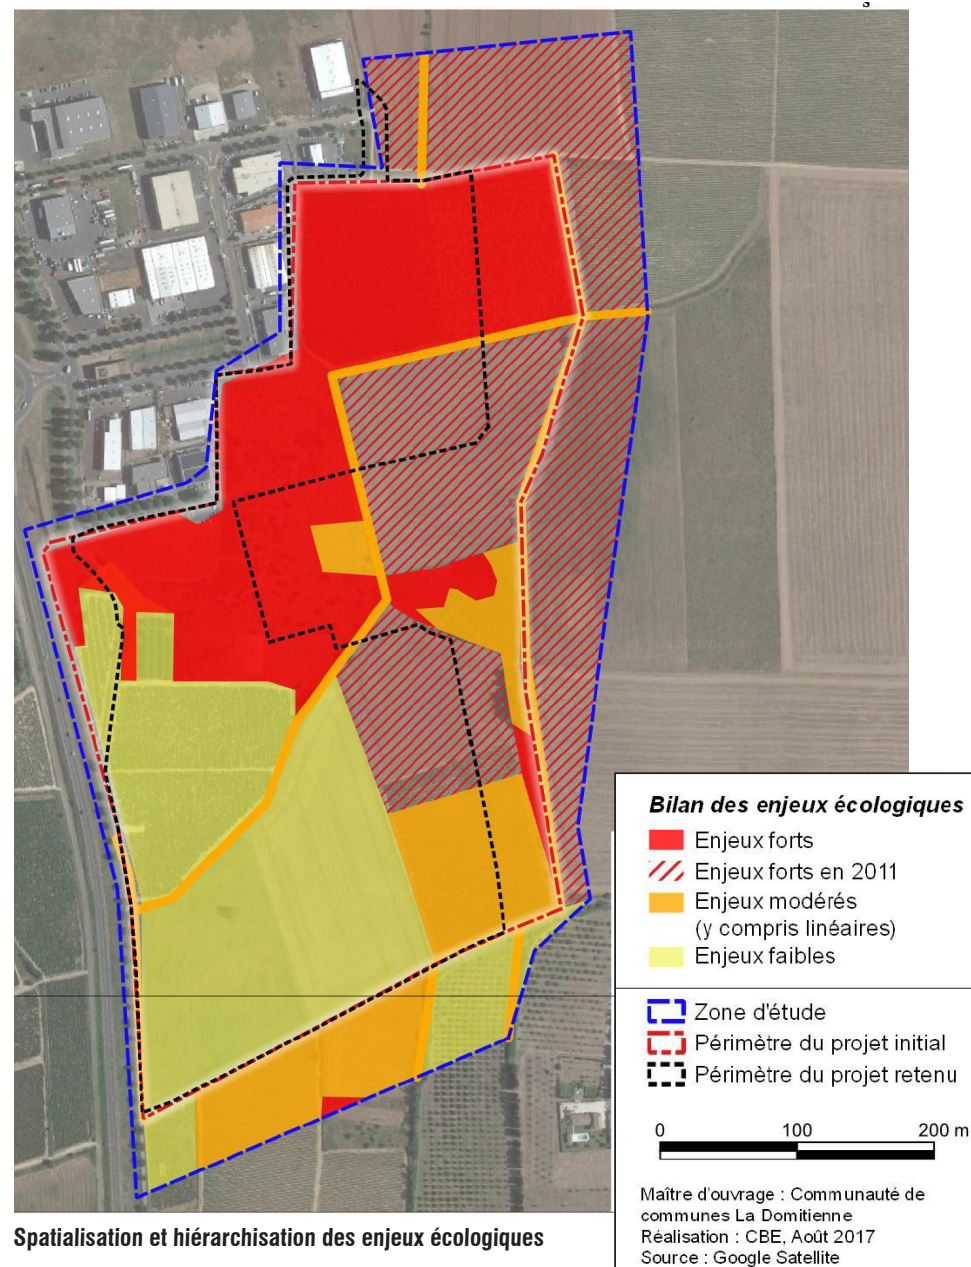 Bilan des enjeux écologiques
Enjeux forts
Enjeux forts en 2011
Enjeux modérés
(y compris linéaires)
Enjeux faibles
Zone d'étude
Périmètre du projet initial
Périmètre du projet retenu
0 100 200 m
Maître d'ouvrage : Communauté de
communes La Domitienne
Réalisation : CBE, Août 2017
Source : Google Satellite
Spatialisation et hiérarchisation des enjeux écologiques